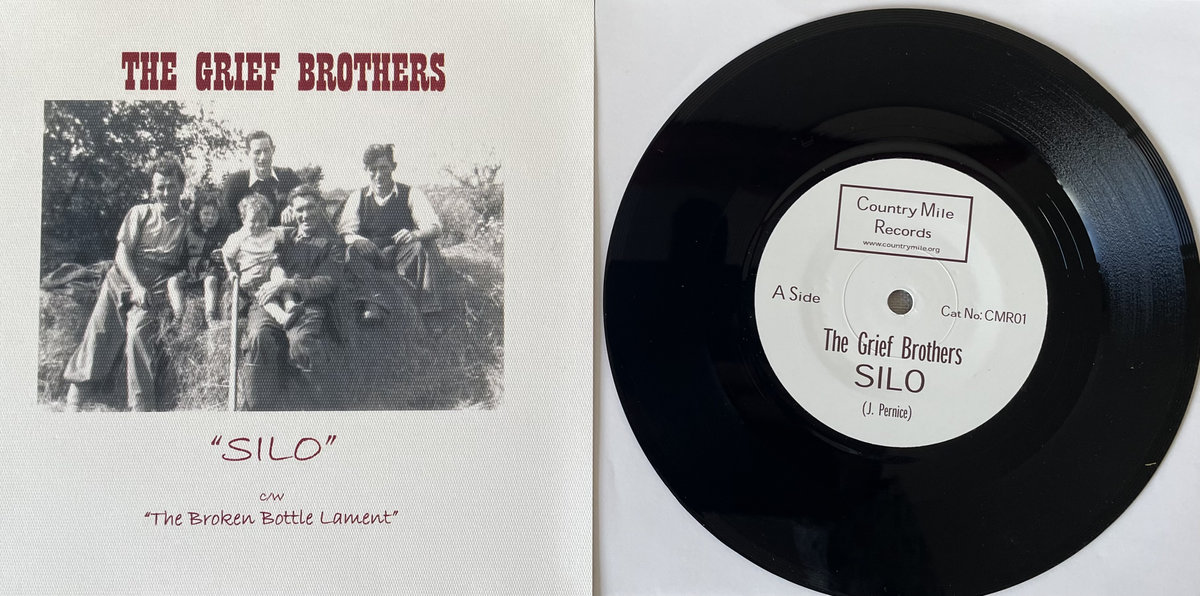 THE GRIEF BROTHERS
“SILO”
c/w
“The Broken Bottle Lament”
Country Mile
Records
www.countrymile.org
A Side
Cat No: CMR01
The Grief Brothers
SILO
(J. Pernice)